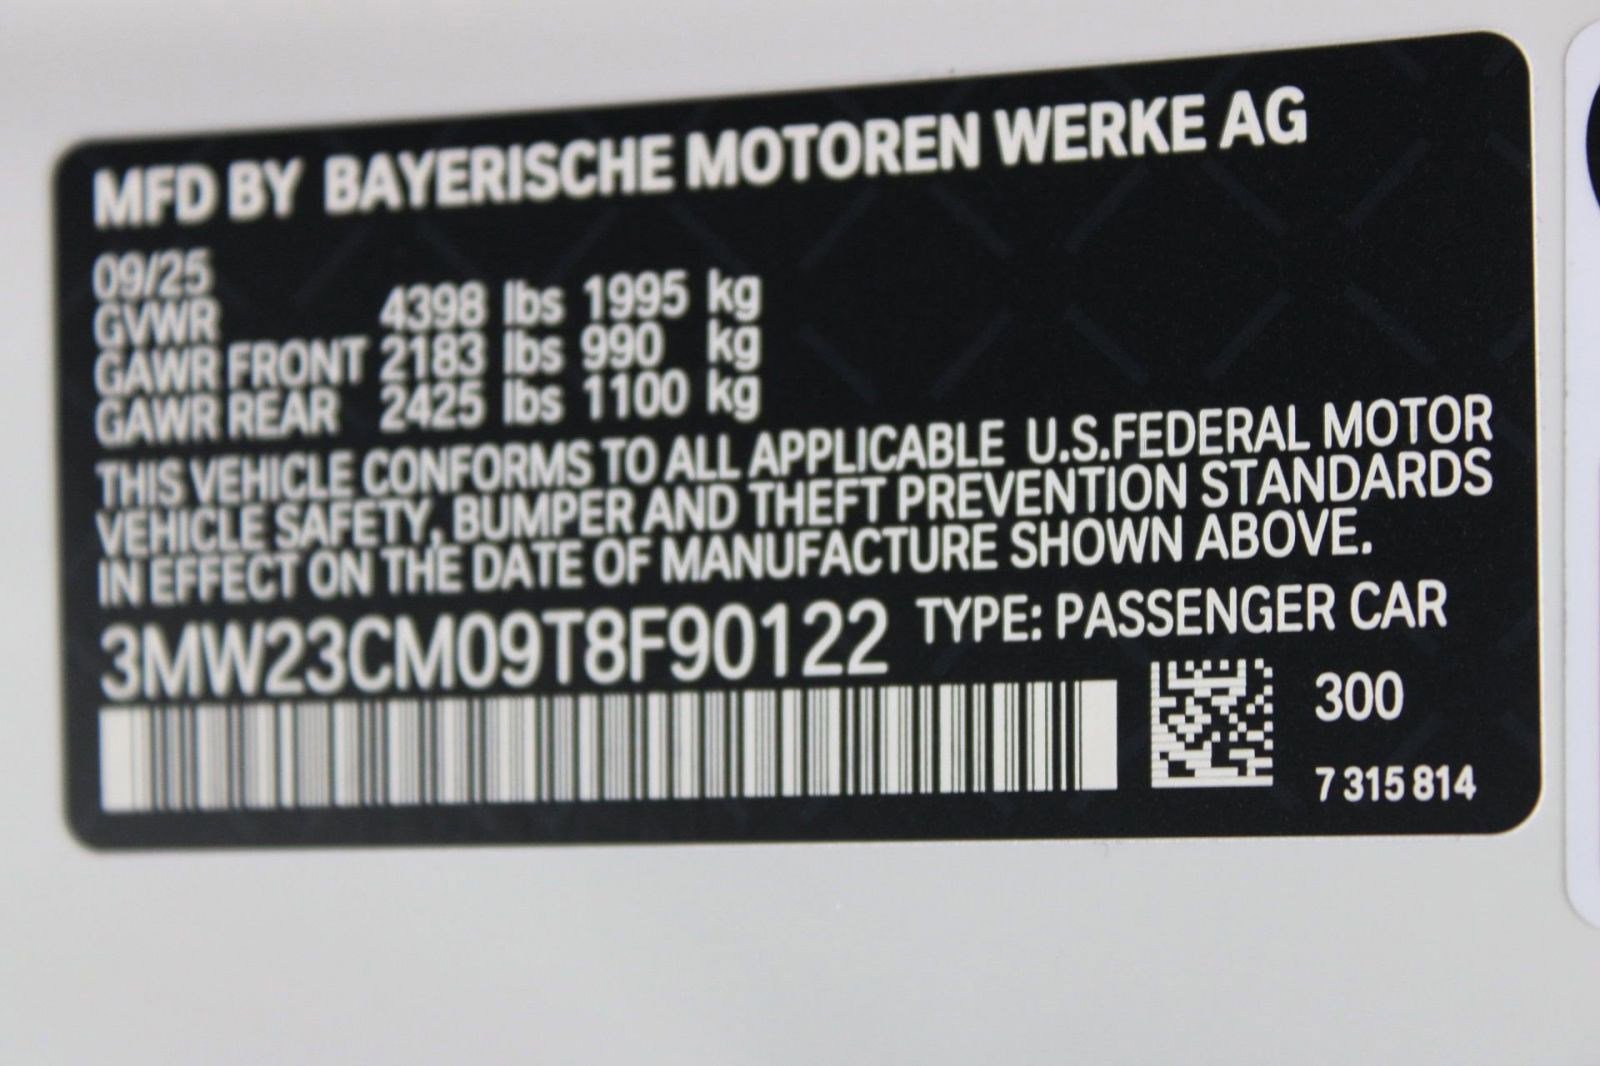 MFD BY BAYERISCHE MOTOREN WERKE AG
09/25
GVWR 4398 lbs 1995 kg
GAWR FRONT 2183 lbs 990 kg
GAWR REAR 2425 lbs 1100 kg
THIS VEHICLE CONFORMS TO ALL APPLICABLE U.S.FEDERAL MOTOR
VEHICLE SAFETY, BUMPER AND THEFT PREVENTION STANDARDS
IN EFFECT ON THE DATE OF MANUFACTURE SHOWN ABOVE.
3MW23CM09T8F90122 TYPE: PASSENGER CAR
300
7 315 814